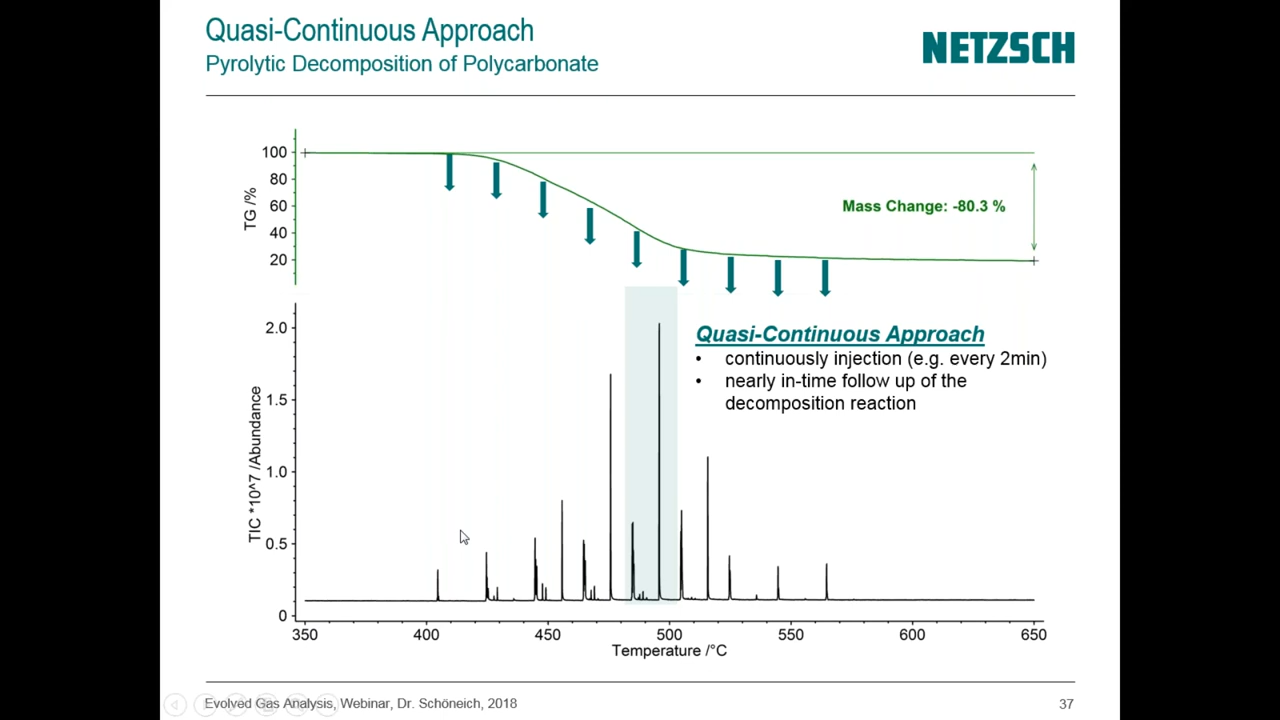 Quasi-Continuous Approach
Pyrolytic Decomposition of Polycarbonate
NETZSCH
TG /%
100
80
60
40
20
Mass Change: -80.3 %
TIC *10^7 /Abundance
2.0
1.5
1.0
0.5
0
Quasi-Continuous Approach
• continuously injection (e.g. every 2min)
• nearly in-time follow up of the
decomposition reaction
350 400 450 500 550 600 650
Temperature /°C
Evolved Gas Analysis, Webinar, Dr. Schöneich, 2018
37